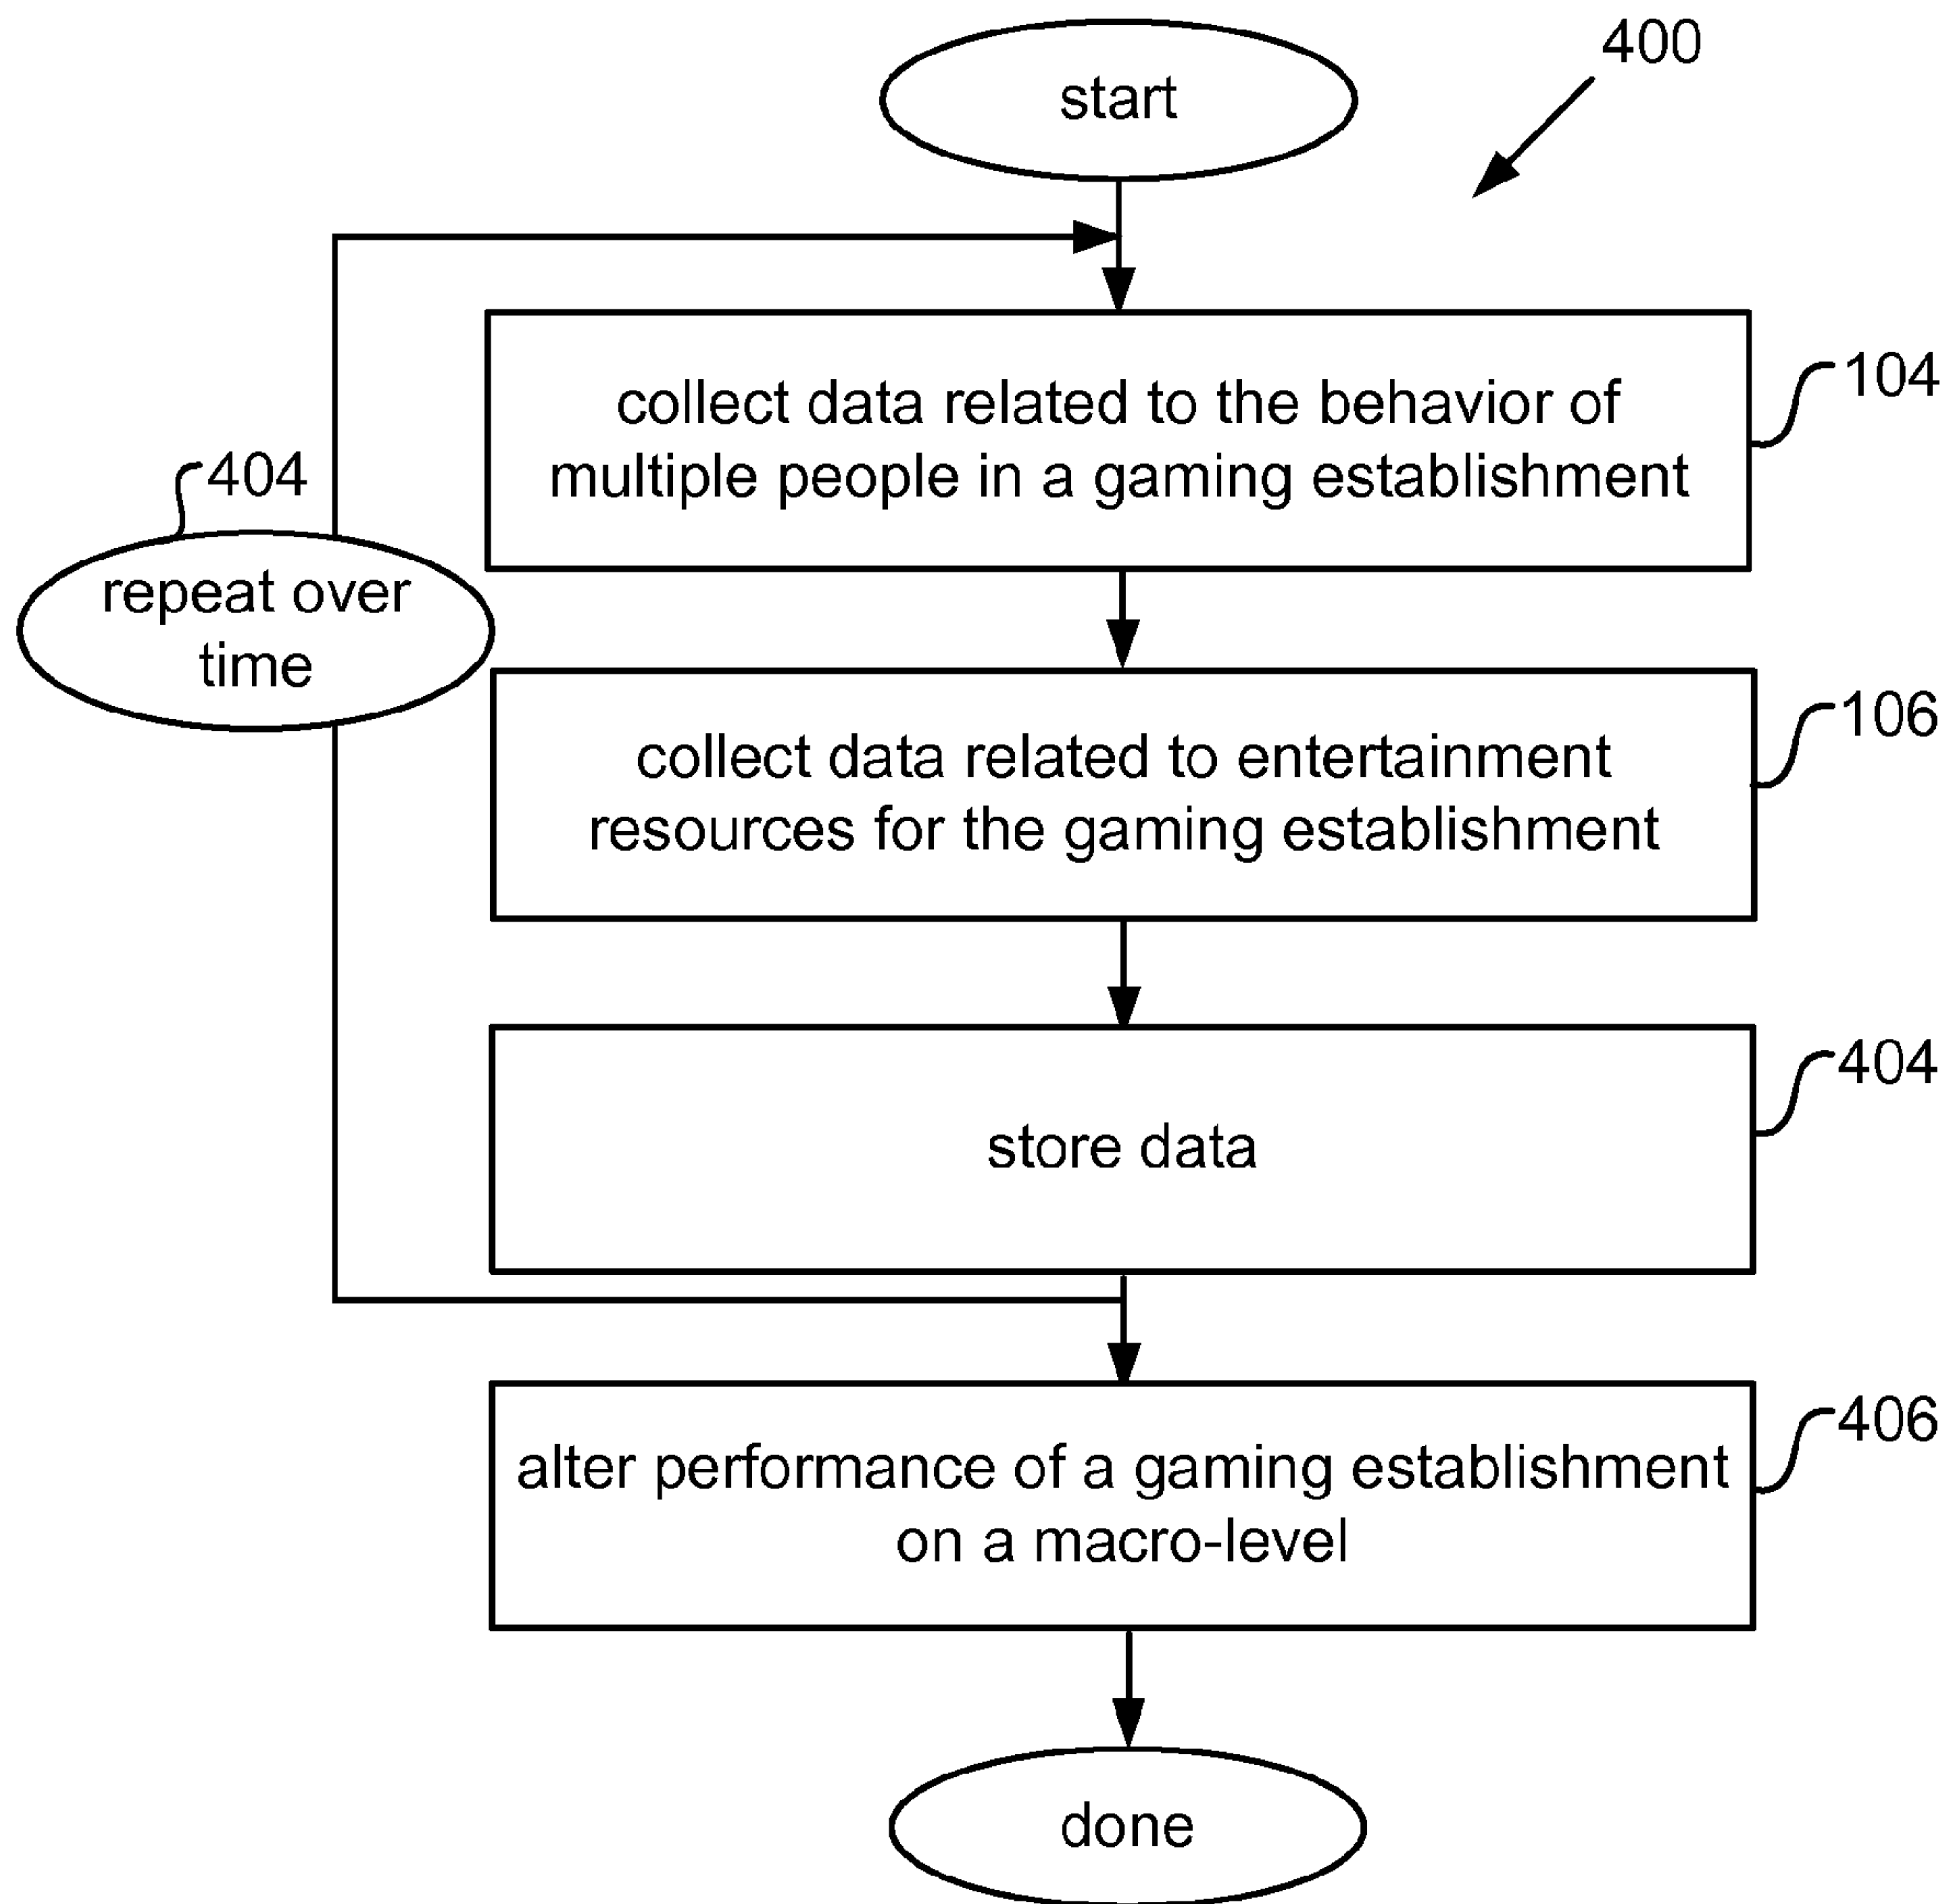 400
start
collect data related to the behavior of
multiple people in a gaming establishment
104
404
repeat over
time
collect data related to entertainment
resources for the gaming establishment
106
store data
404
alter performance of a gaming establishment
on a macro-level
406
done